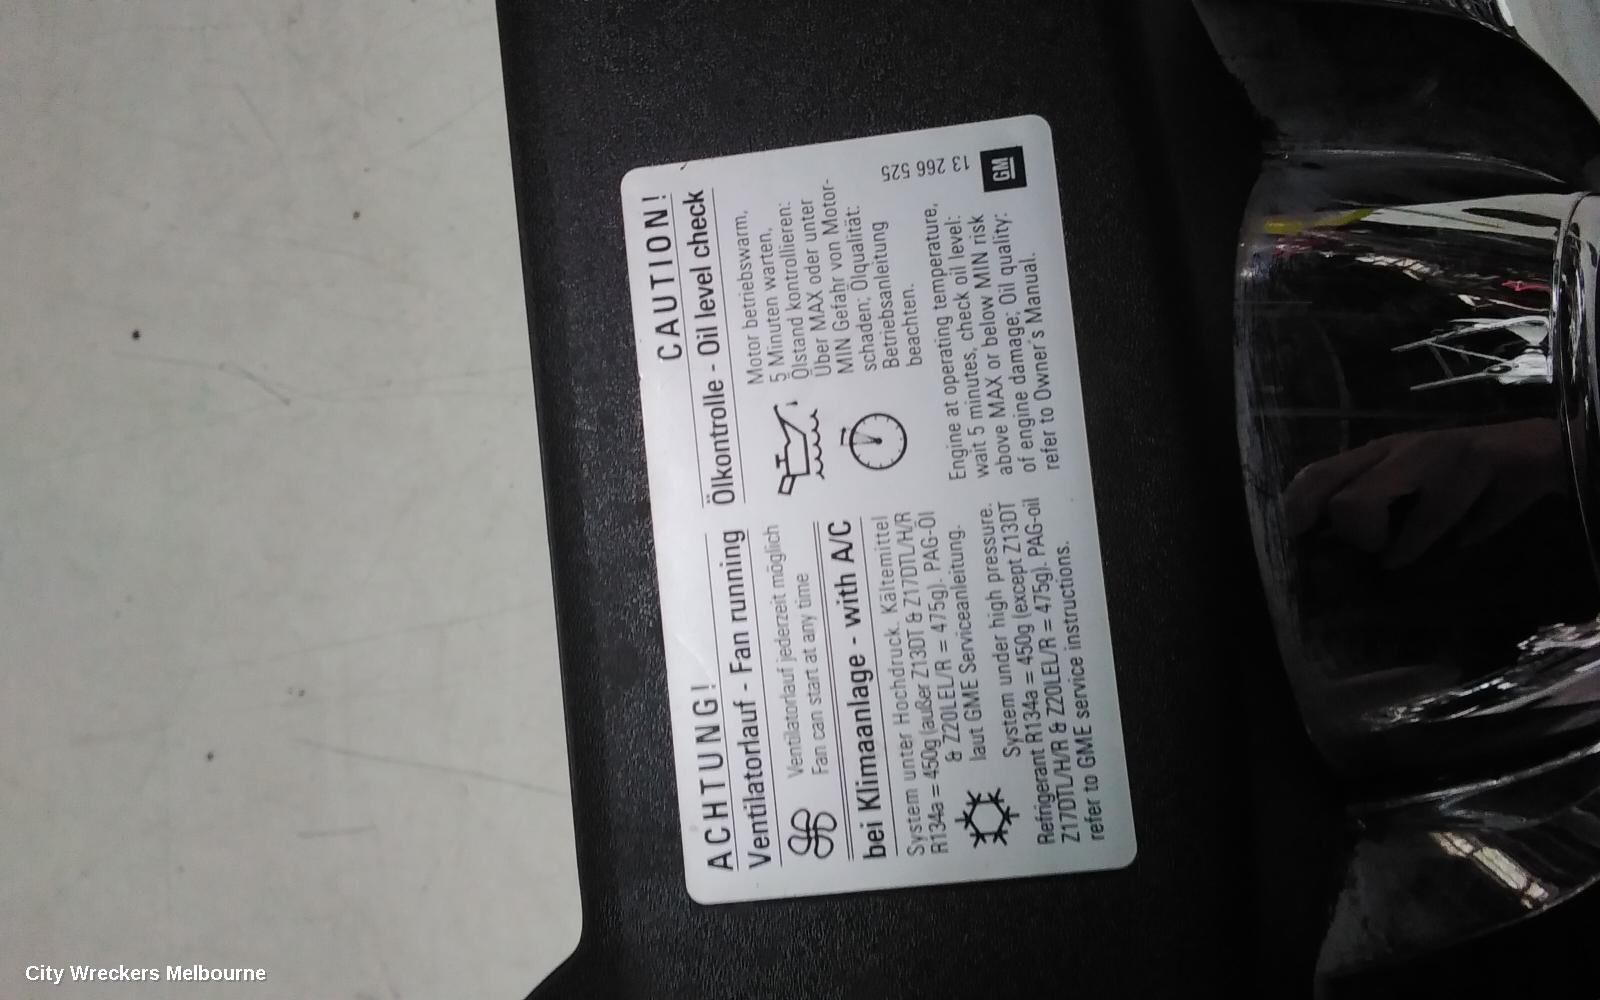 ACHTUNG!
CAUTION!
Ventilatorlauf - Fan running
Ventilatorlauf jederzeit möglich
Fan can start at any time
bei Klimaanlage - with A/C
System unter Hochdruck. Kältemittel
R134a = 450g (außer Z13DT & Z17DTL/H/R
& Z20LEL/R = 475g). PAG-Öl
laut GME Serviceanleitung.
System under high pressure.
Refrigerant R134a = 450g (except Z13DT
Z17DTL/H/R & Z20LEL/R = 475g). PAG-oil
refer to GME service instructions.
Ölkontrolle - Oil level check
Motor betriebswarm,
5 Minuten warten,
Ölstand kontrollieren:
Über MAX oder unter
MIN Gefahr von Motor-
schaden; Ölqualität:
Betriebsanleitung
beachten.
Engine at operating temperature,
wait 5 minutes, check oil level:
above MAX or below MIN risk
of engine damage; Oil quality:
refer to Owner's Manual.
13 266 525
GM
City Wreckers Melbourne